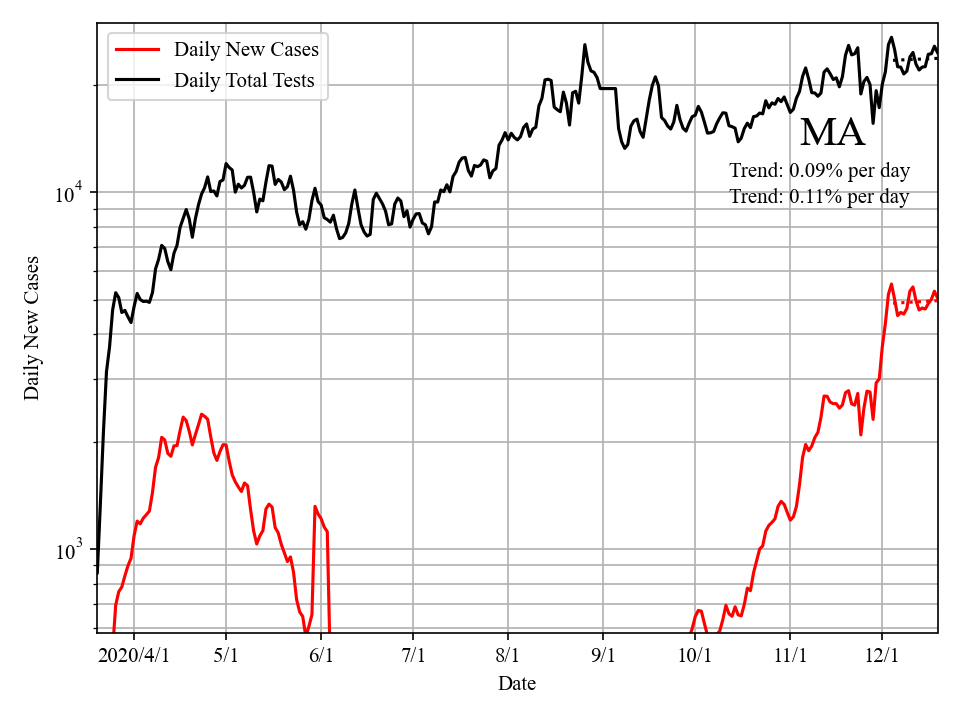 Daily New Cases
Daily Total Tests
MA
Trend: 0.09% per day
Trend: 0.11% per day
10^4
10^3
Daily New Cases
2020/4/1 5/1 6/1 7/1 8/1 9/1 10/1 11/1 12/1
Date